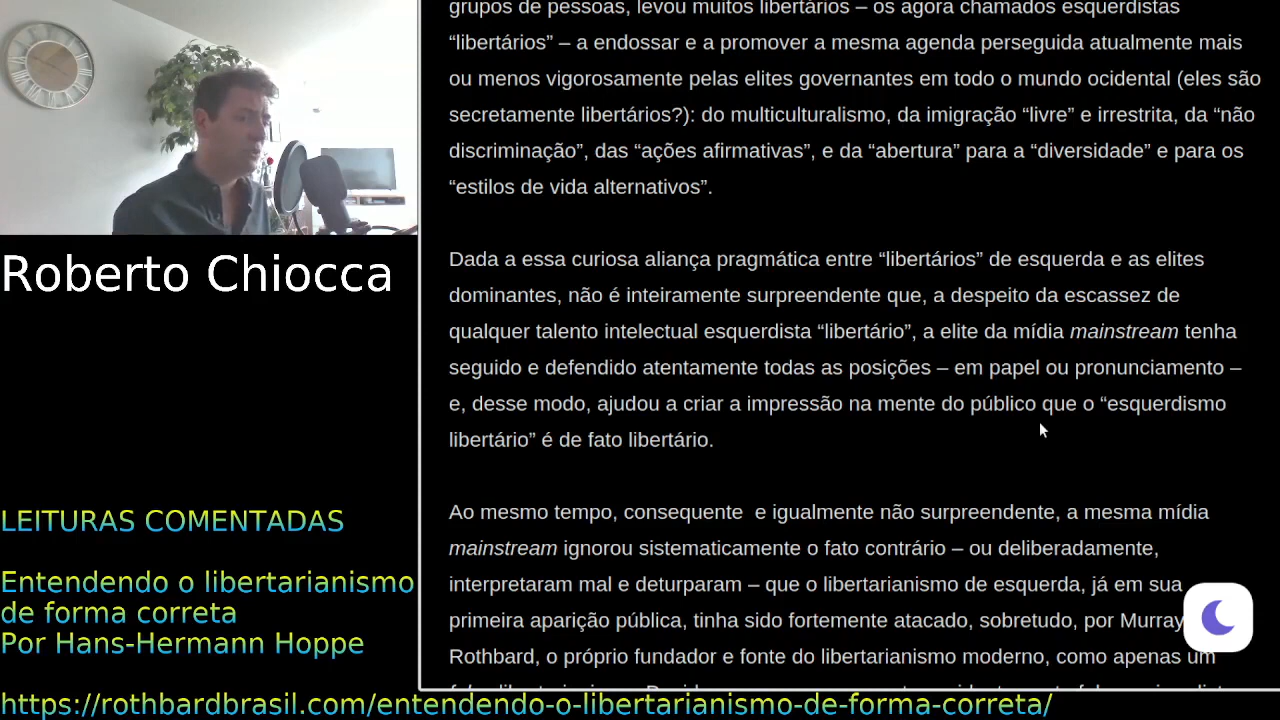 grupos de pessoas, levou muitos libertários – os agora chamados esquerdistas
“libertários” – a endossar e a promover a mesma agenda perseguida atualmente mais
ou menos vigorosamente pelas elites governantes em todo o mundo ocidental (eles são
secretamente libertários?): do multiculturalismo, da imigração “livre” e irrestrita, da “não
discriminação”, das “ações afirmativas”, e da “abertura” para a “diversidade” e para os
“estilos de vida alternativos”.
Dada a essa curiosa aliança pragmática entre “libertários” de esquerda e as elites
dominantes, não é inteiramente surpreendente que, a despeito da escassez de
qualquer talento intelectual esquerdista “libertário”, a elite da mídia mainstream tenha
seguido e defendido atentamente todas as posições – em papel ou pronunciamento –
e, desse modo, ajudou a criar a impressão na mente do público que o “esquerdismo
libertário” é de fato libertário.
Ao mesmo tempo, consequente  e igualmente não surpreendente, a mesma mídia
mainstream ignorou sistematicamente o fato contrário – ou deliberadamente,
interpretaram mal e deturparam – que o libertarianismo de esquerda, já em sua
primeira aparição pública, tinha sido fortemente atacado, sobretudo, por Murray
Rothbard, o próprio fundador e fonte do libertarianismo moderno, como apenas um
Roberto Chiocca
LEITURAS COMENTADAS
Entendendo o libertarianismo
de forma correta
Por Hans-Hermann Hoppe
https://rothbardbrasil.com/entendendo-o-libertarianismo-de-forma-correta/